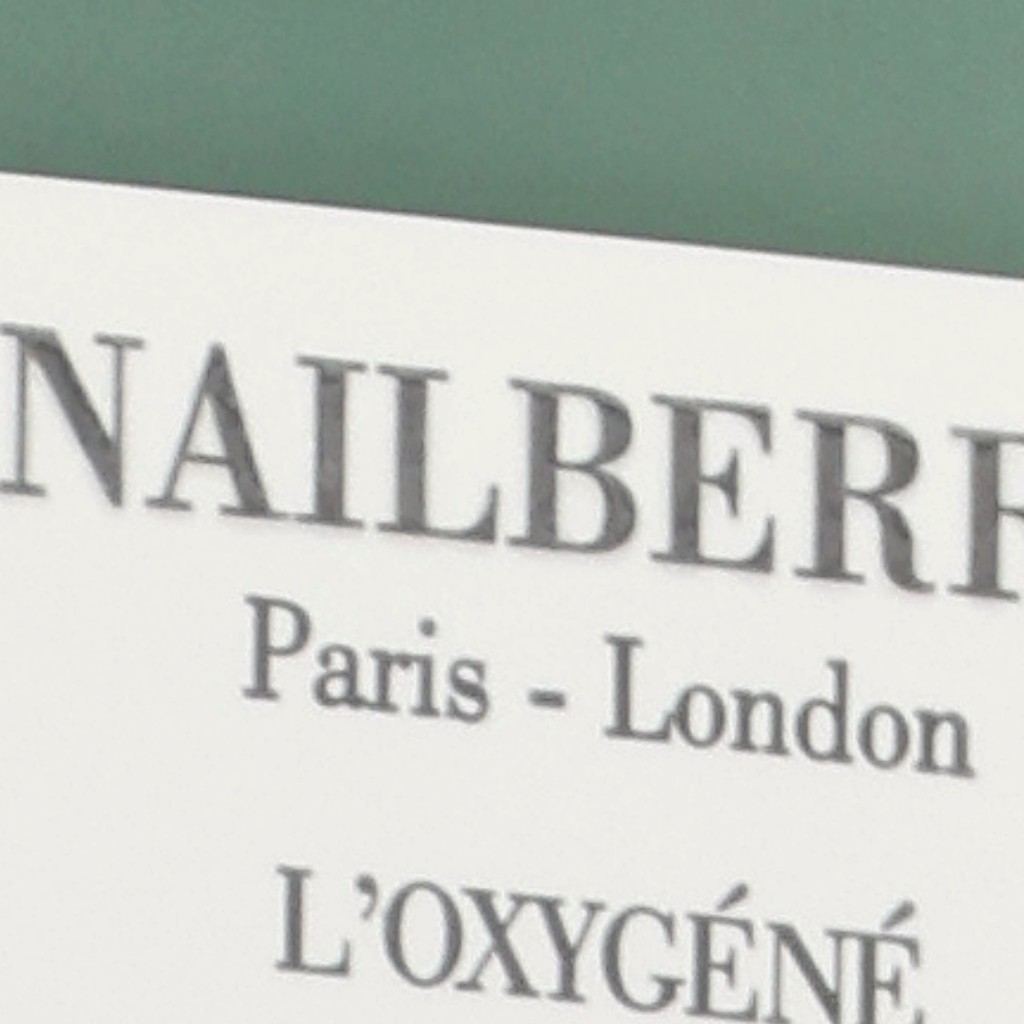 NAILBERR
Paris - London
L'OXYGÉNÉ